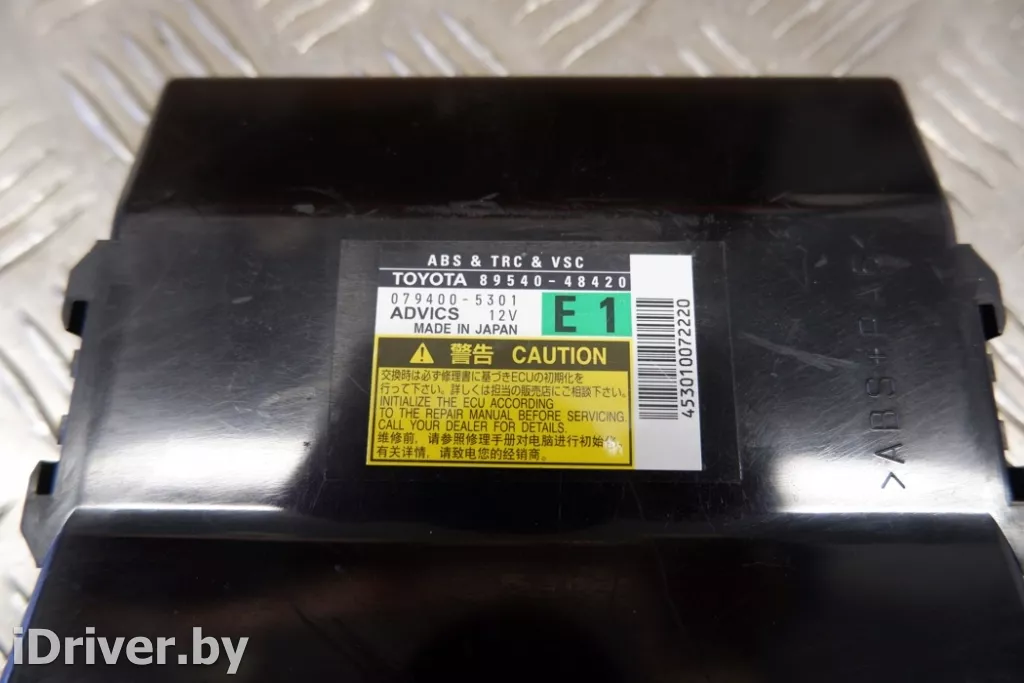 ABS & TRC & VSC
TOYOTA 89540-48420
079400-5301
ADVICS 12V
MADE IN JAPAN
E1
警告 CAUTION
交換時は必ず修理書に基づきECUの初期化を
行って下さい。詳しくは担当の販売店にご相談下さい。
INITIALIZE THE ECU ACCORDING
TO THE REPAIR MANUAL BEFORE SERVICING.
CALL YOUR DEALER FOR DETAILS.
维修前，请参照修理手册对电脑进行初始化。
有关详情，请致电您的经销商。
453010072220
>ABS+P
iDriver.by